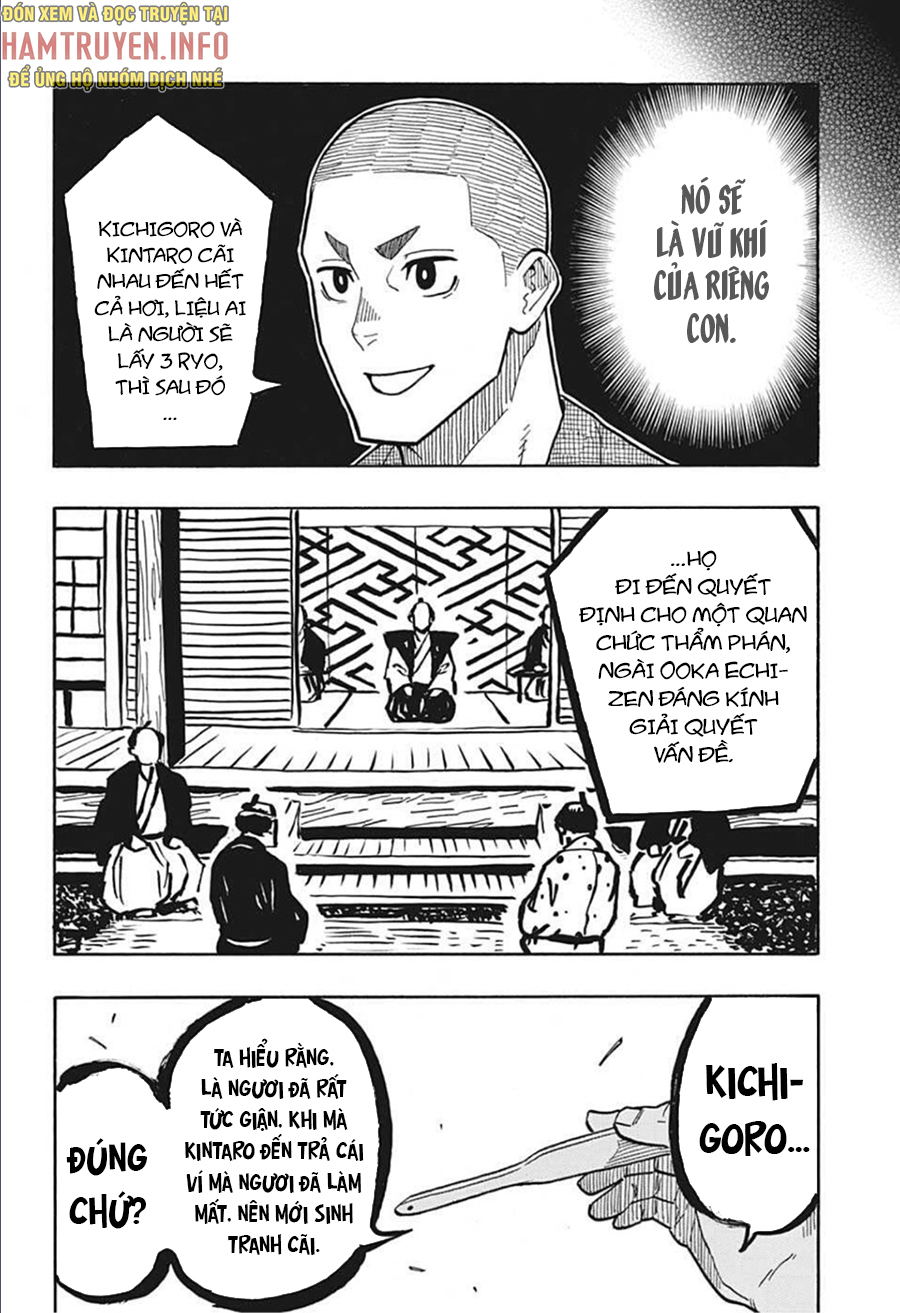 ĐÓN XEM VÀ ĐỌC TRUYỆN TẠI
HAMTRUYEN.INFO
ĐỂ ỦNG HỘ NHÓM DỊCH NHÉ
NÓ SẼ
LÀ VŨ KHÍ
CỦA RIÊNG
CON.
KICHIGORO VÀ
KINTARO CÃI
NHAU ĐẾN HẾT
CẢ HƠI, LIỆU AI
LÀ NGƯỜI SẼ
LẤY 3 RYO,
THÌ SAU ĐÓ
...
...HỌ
ĐI ĐẾN QUYẾT
ĐỊNH CHO MỘT QUAN
CHỨC THẨM PHÁN,
NGÀI OOKA ECHI-
ZEN ĐÁNG KÍNH
GIẢI QUYẾT
VẤN ĐỀ.
KICHI-
GORO...
TA HIỂU RẰNG.
LÀ NGƯƠI ĐÃ RẤT
TỨC GIẬN. KHI MÀ
KINTARO ĐẾN TRẢ CÁI
VÍ MÀ NGƯƠI ĐÃ LÀM
MẤT. NÊN MỚI SINH
TRANH CÃI.
ĐÚNG
CHỨ?